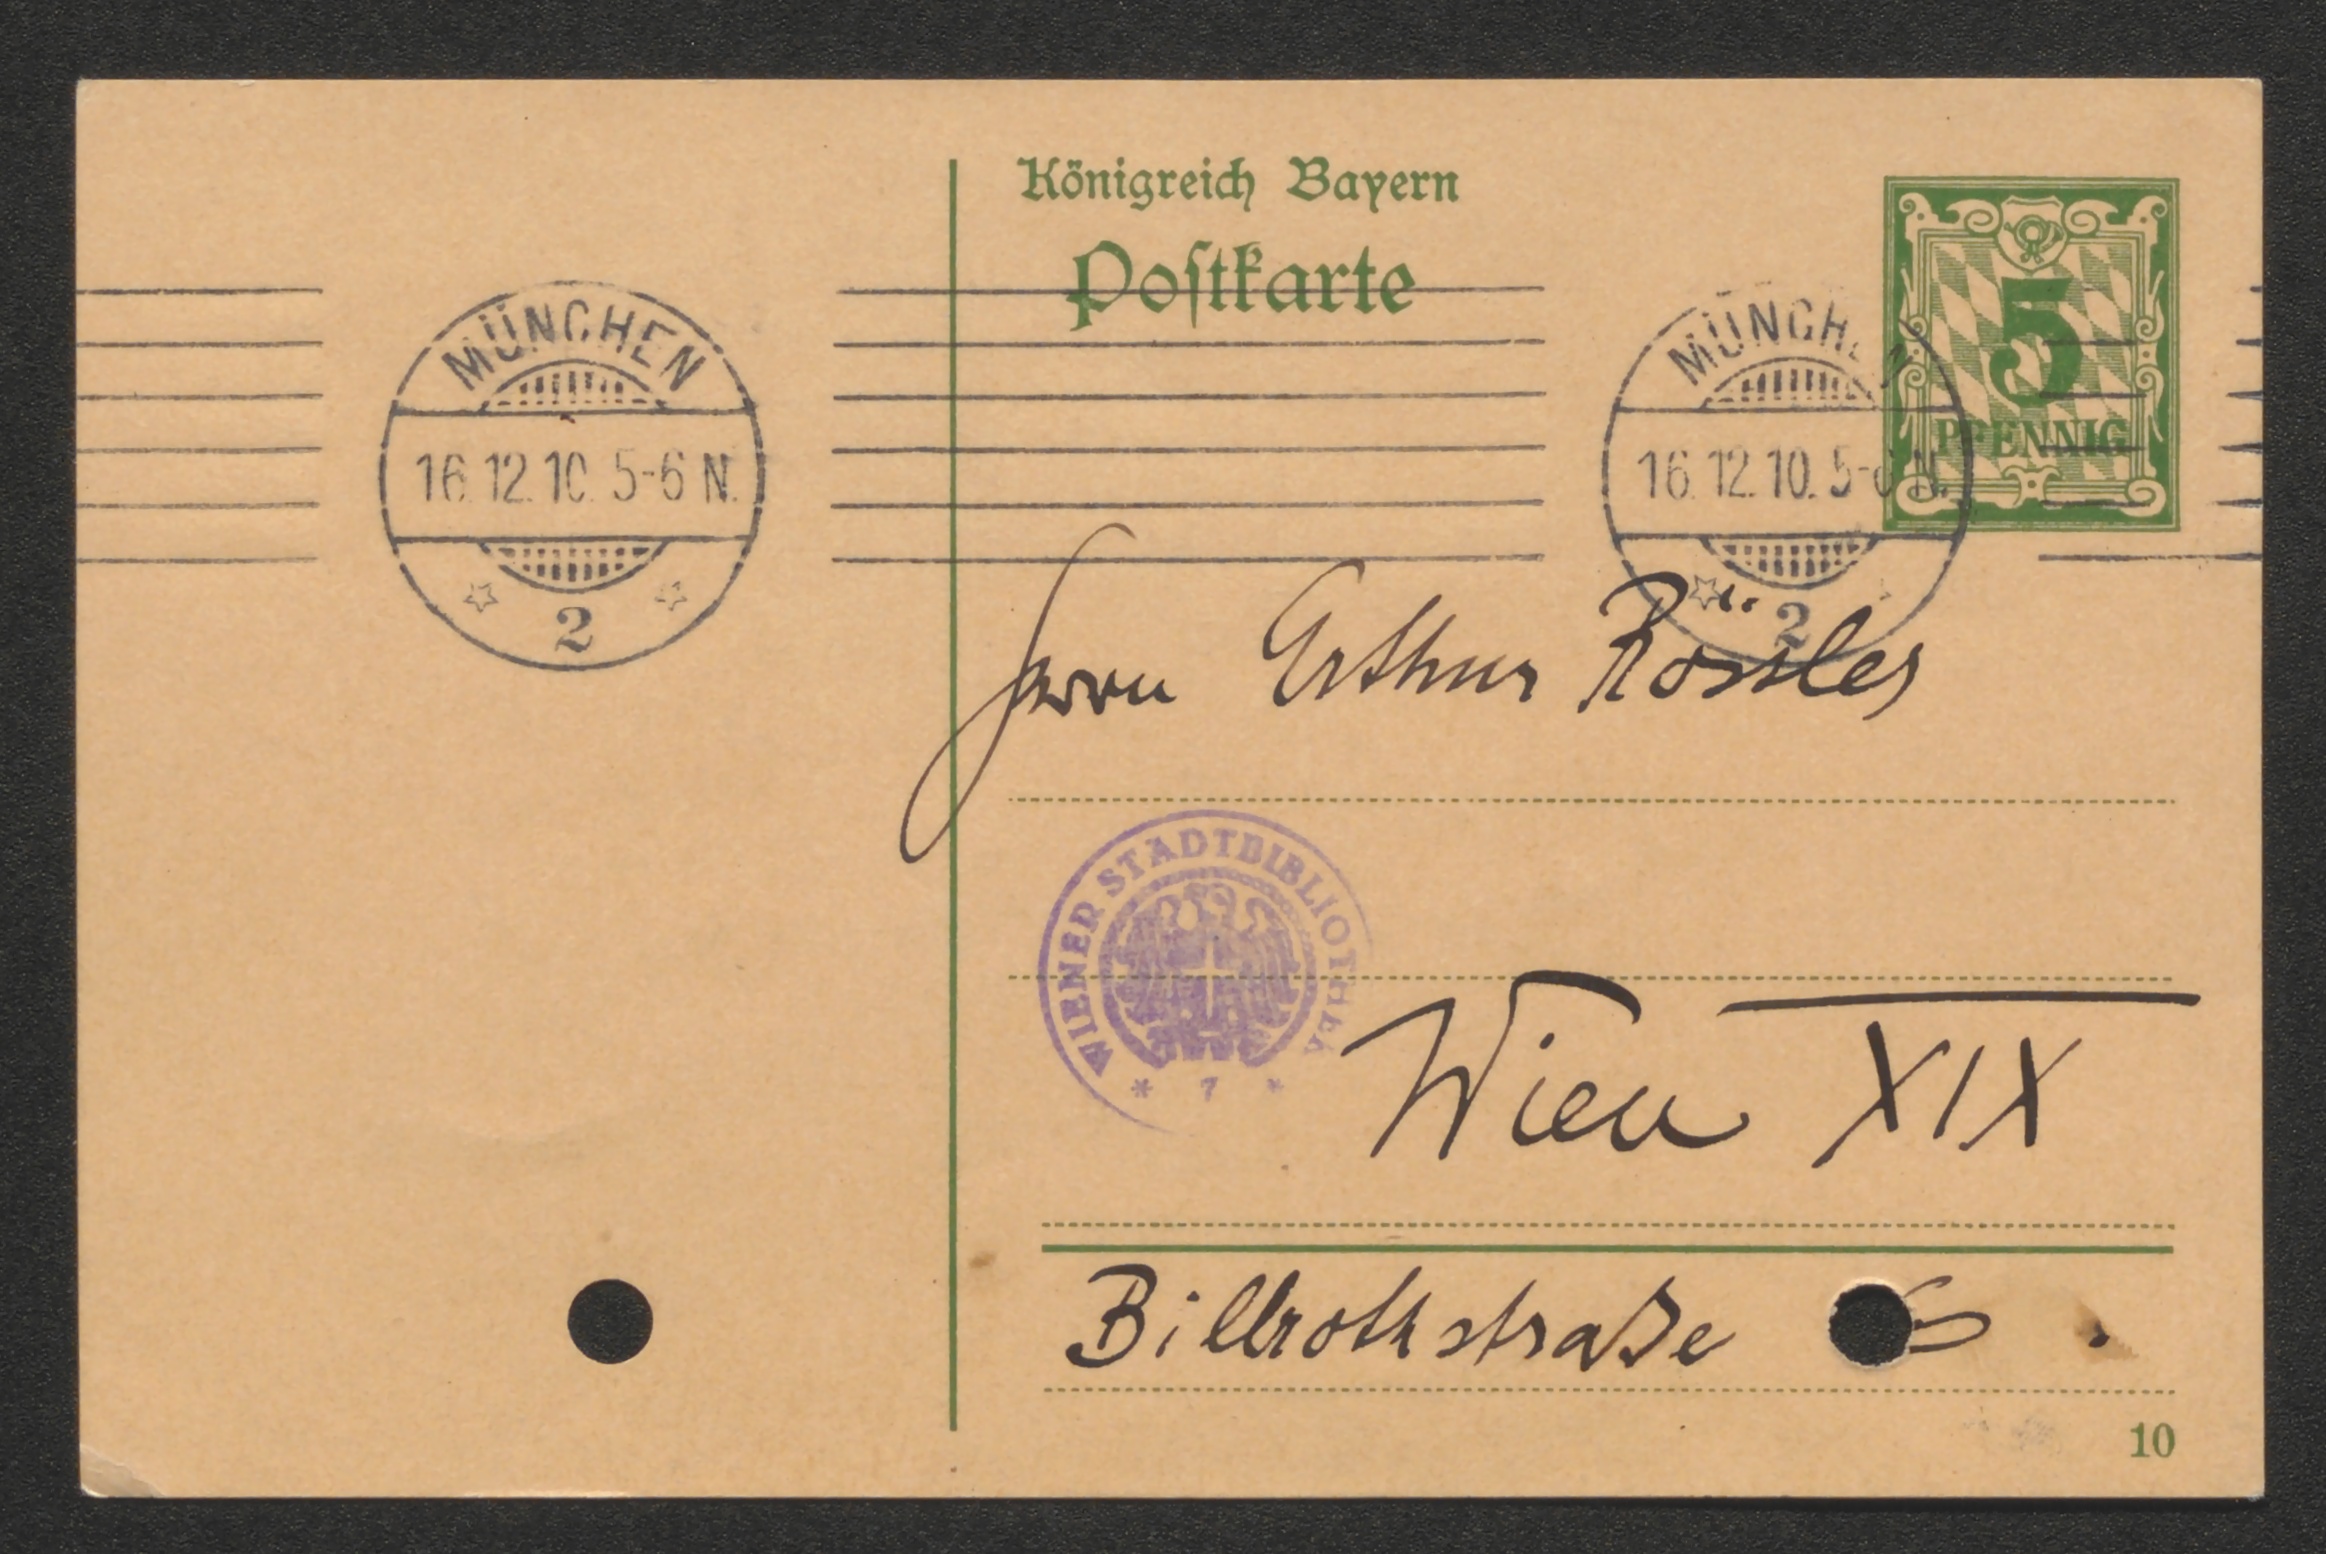 Königreich Bayern
Postkarte
5
PFENNIG
MÜNCHEN
16.12.10. 5-6 N.
2
MÜNCHEN
16.12.10. 5-6 N.
2
Herrn Arthur Rössler
WIENER STADTBIBLIOTHEK
* 7 *
Wien XIX
Billrothstraße
10